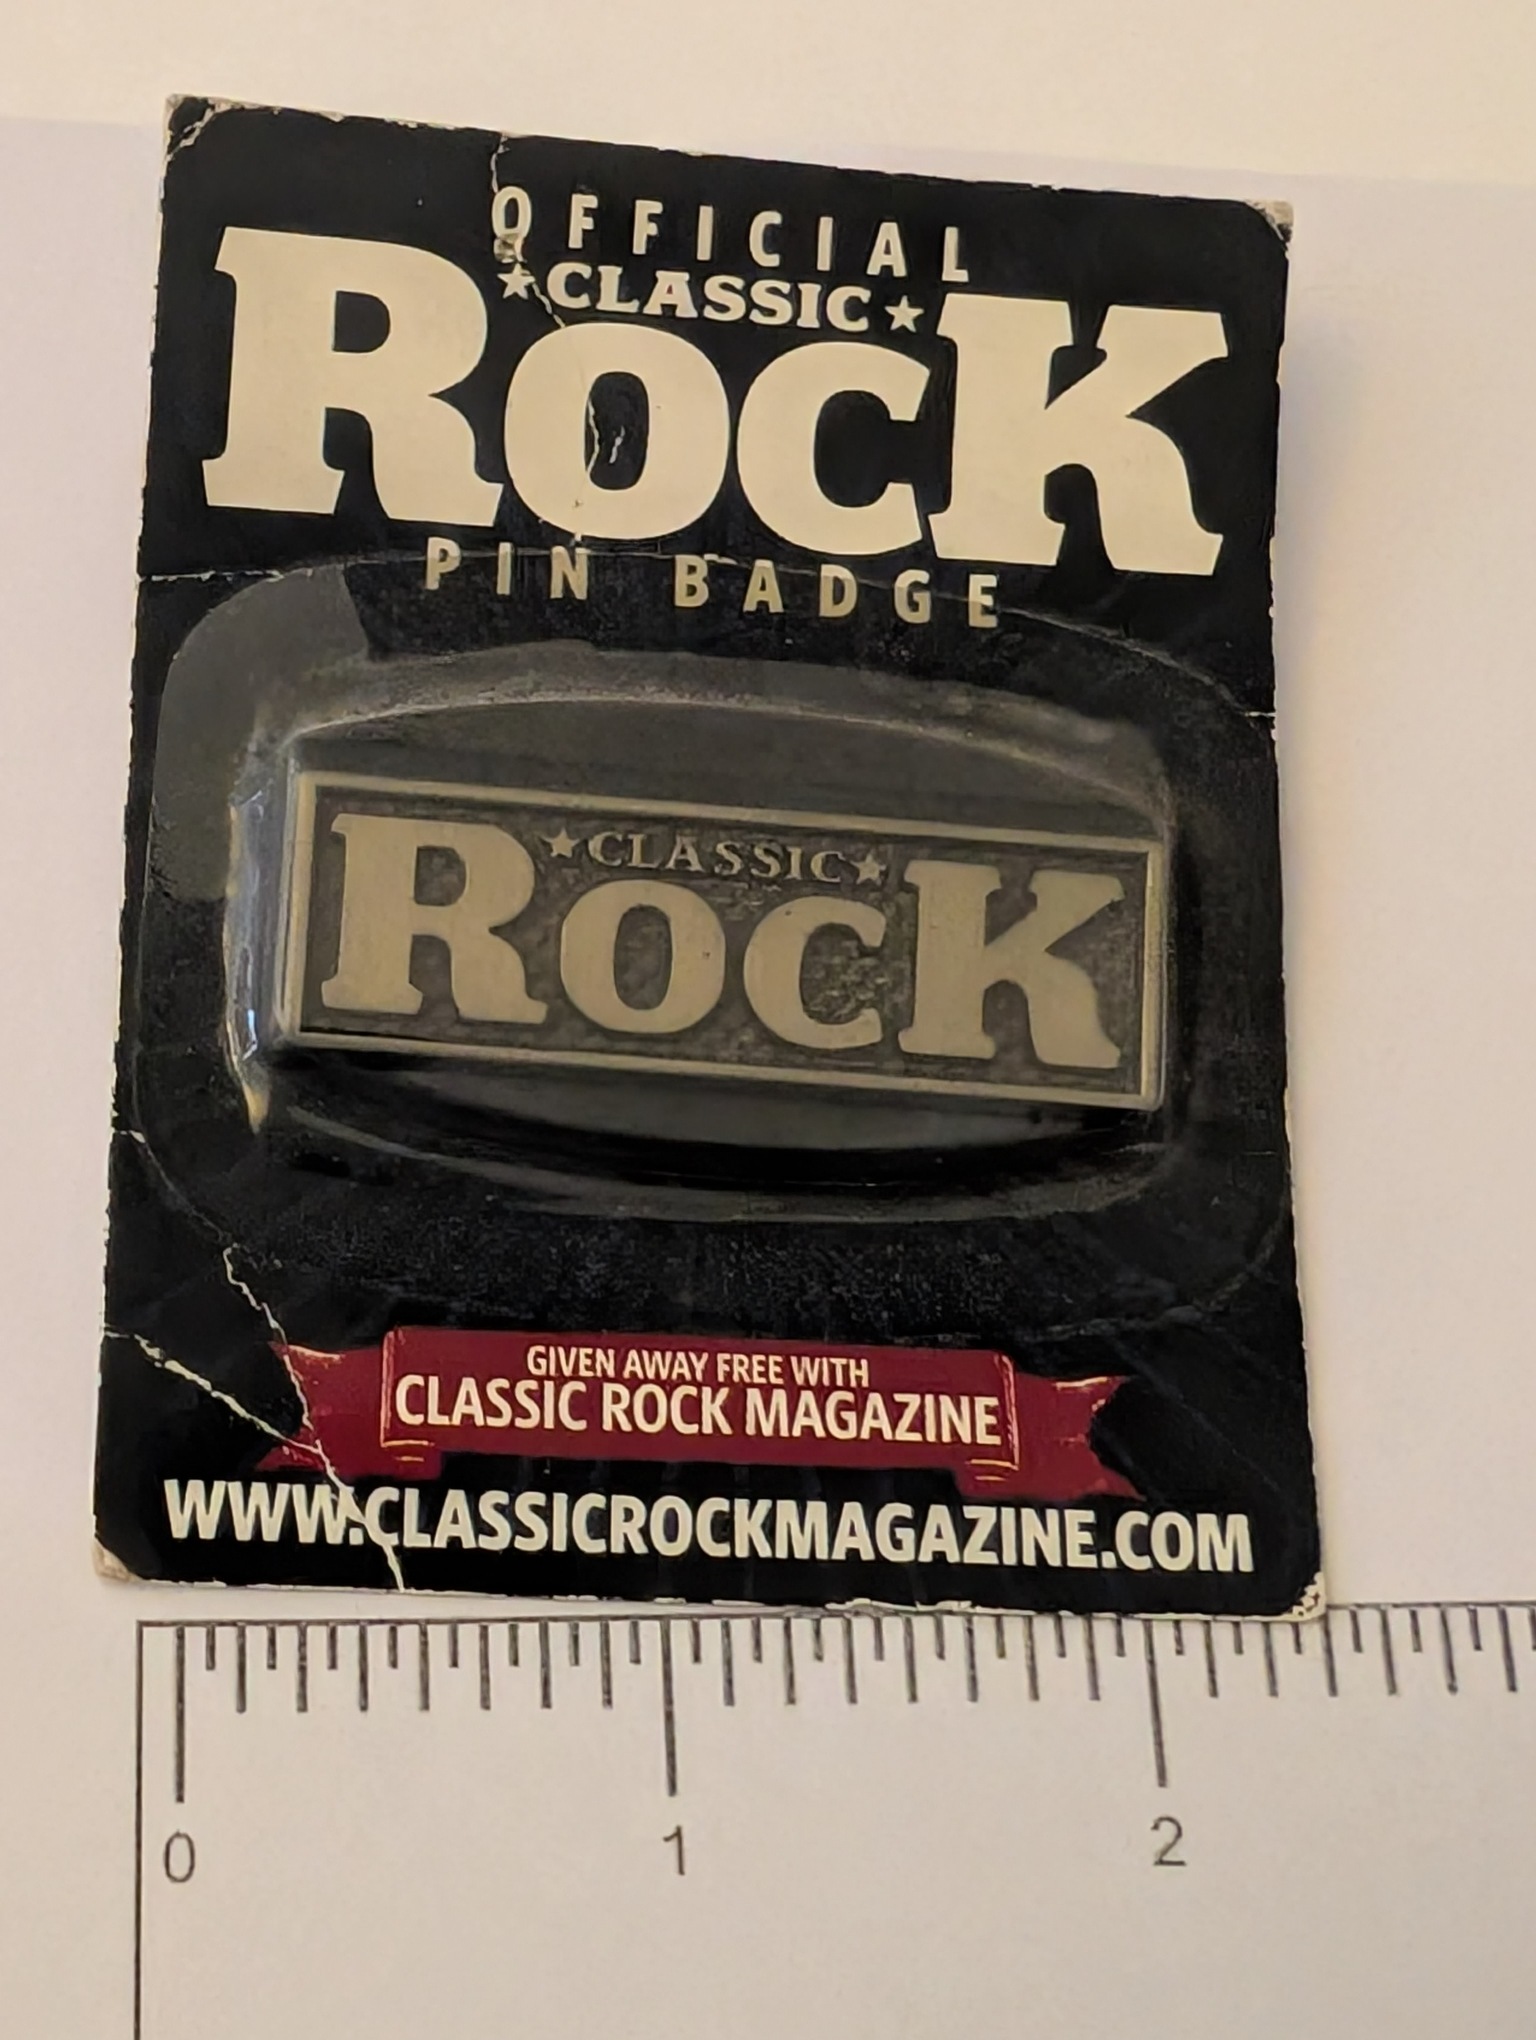 OFFICIAL
★CLASSIC★
ROCK
PIN BADGE
★CLASSIC★
ROCK
GIVEN AWAY FREE WITH
CLASSIC ROCK MAGAZINE
WWW.CLASSICROCKMAGAZINE.COM
0 1 2